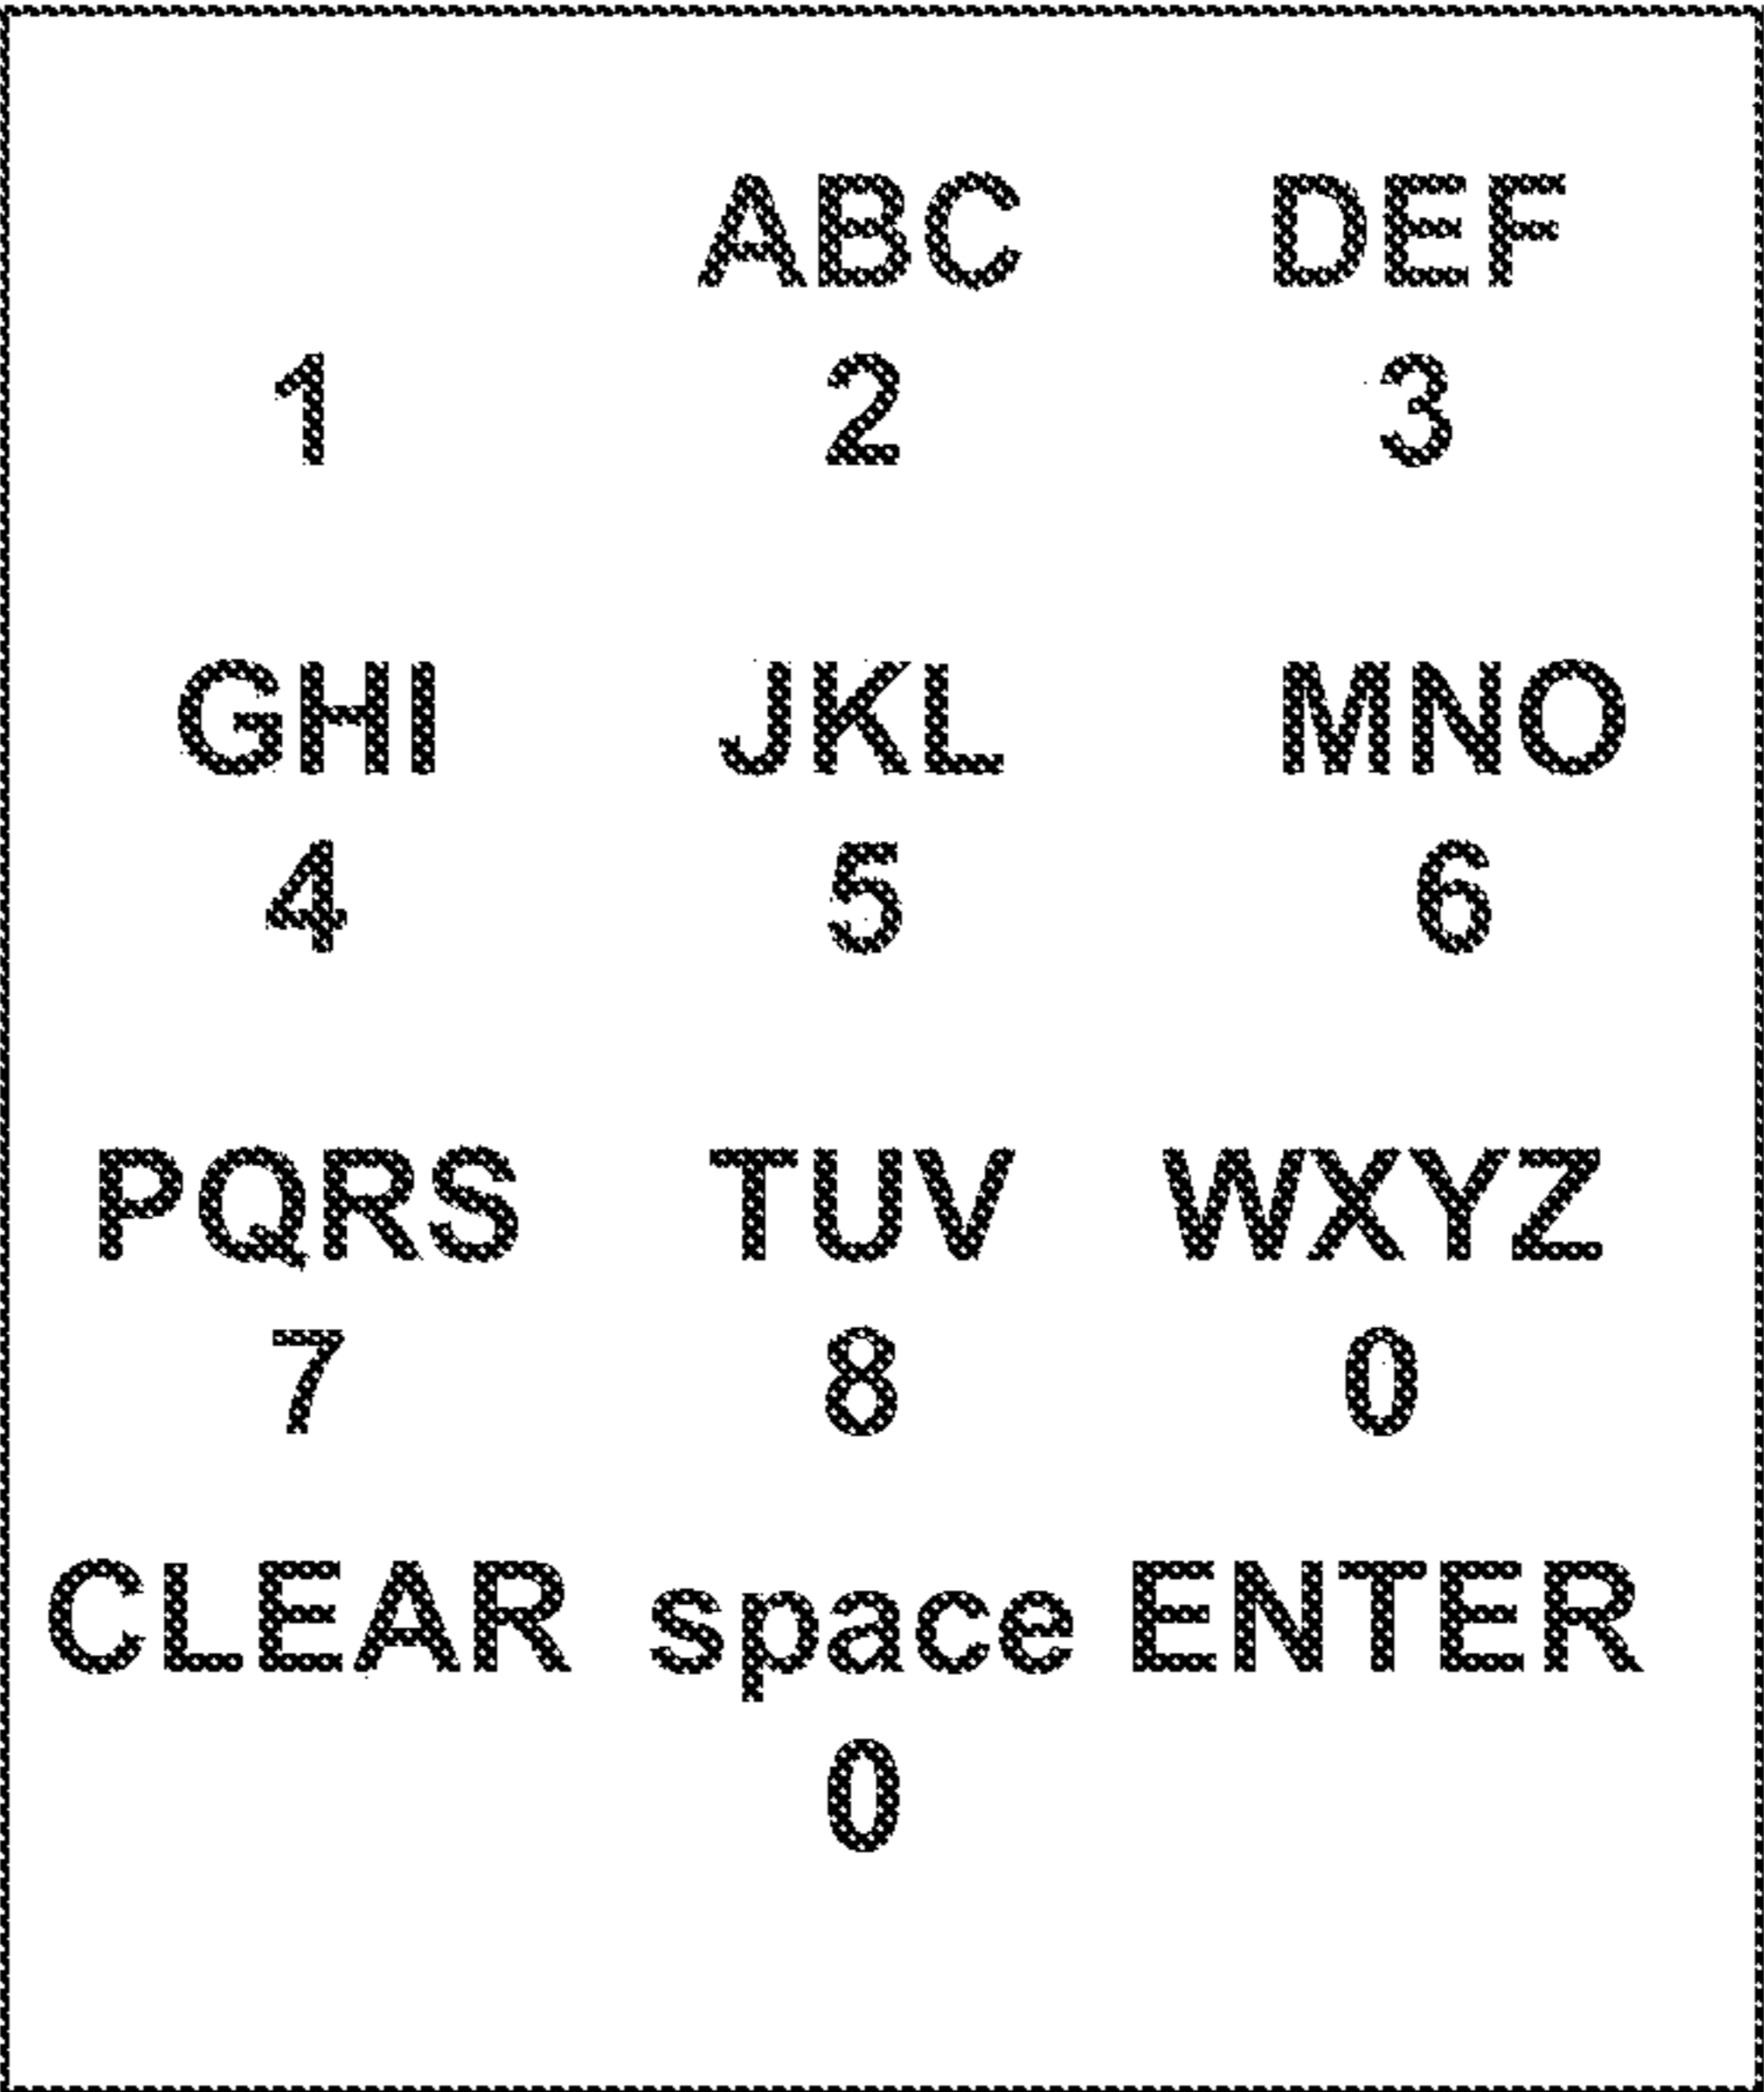 ABC DEF
1 2 3
GHI JKL MNO
4 5 6
PQRS TUV WXYZ
7 8 0
CLEAR space ENTER
0